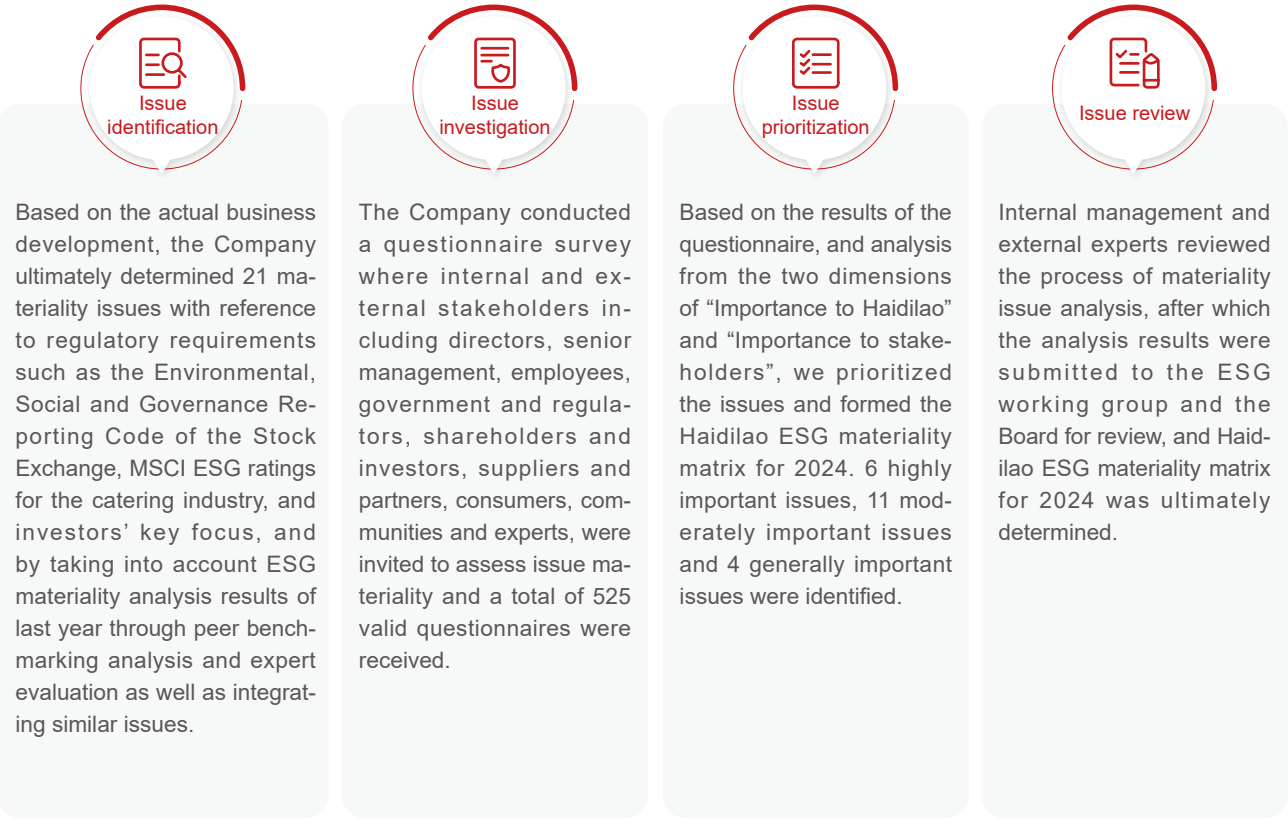 Issue
identification
Based on the actual business
development, the Company
ultimately determined 21 ma-
teriality issues with reference
to regulatory requirements
such as the Environmental,
Social and Governance Re-
porting Code of the Stock
Exchange, MSCI ESG ratings
for the catering industry, and
investors’ key focus, and
by taking into account ESG
materiality analysis results of
last year through peer bench-
marking analysis and expert
evaluation as well as integrat-
ing similar issues.
Issue
investigation
The Company conducted
a questionnaire survey
where internal and ex-
ternal stakeholders in-
cluding directors, senior
management, employees,
government and regula-
tors, shareholders and
investors, suppliers and
partners, consumers, com-
munities and experts, were
invited to assess issue ma-
teriality and a total of 525
valid questionnaires were
received.
Issue
prioritization
Based on the results of the
questionnaire, and analysis
from the two dimensions
of “Importance to Haidilao”
and “Importance to stake-
holders”, we prioritized
the issues and formed the
Haidilao ESG materiality
matrix for 2024. 6 highly
important issues, 11 mod-
erately important issues
and 4 generally important
issues were identified.
Issue review
Internal management and
external experts reviewed
the process of materiality
issue analysis, after which
the analysis results were
submitted to the ESG
working group and the
Board for review, and Haid-
ilao ESG materiality matrix
for 2024 was ultimately
determined.